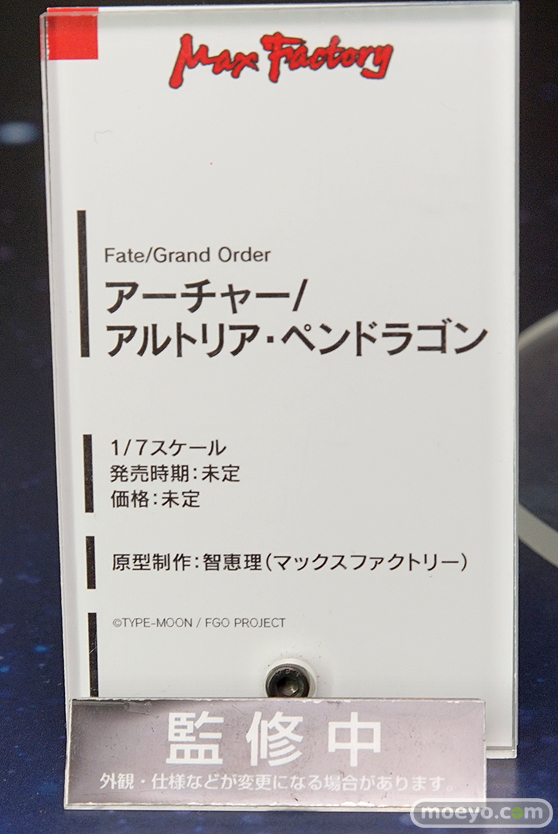 Max Factory
Fate/Grand Order
アーチャー/
アルトリア・ペンドラゴン
1/7スケール
発売時期:未定
価格:未定
原型制作:智恵理(マックスファクトリー)
©TYPE-MOON / FGO PROJECT
監修中
外観・仕様などが変更になる場合があります。
moeyo.com